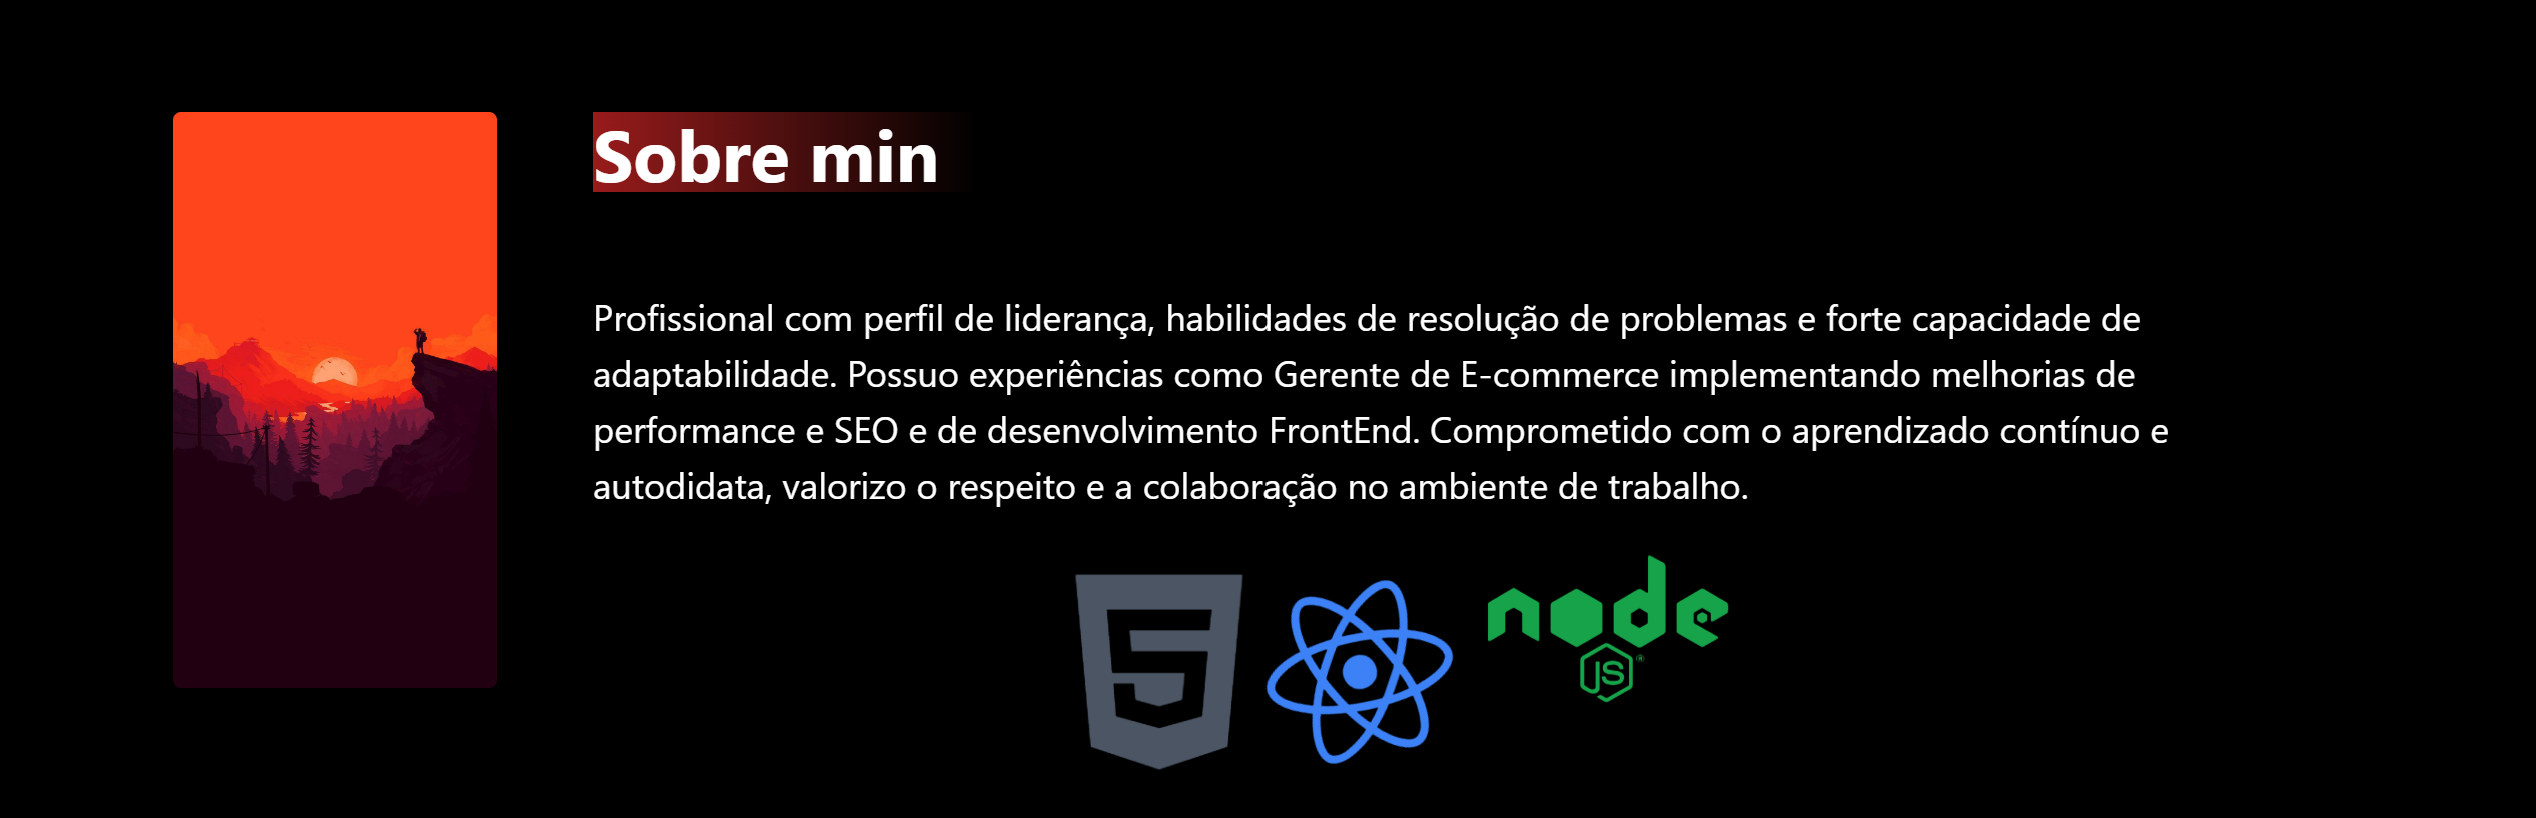 Sobre min
Profissional com perfil de liderança, habilidades de resolução de problemas e forte capacidade de
adaptabilidade. Possuo experiências como Gerente de E-commerce implementando melhorias de
performance e SEO e de desenvolvimento FrontEnd. Comprometido com o aprendizado contínuo e
autodidata, valorizo o respeito e a colaboração no ambiente de trabalho.
5
node
JS®